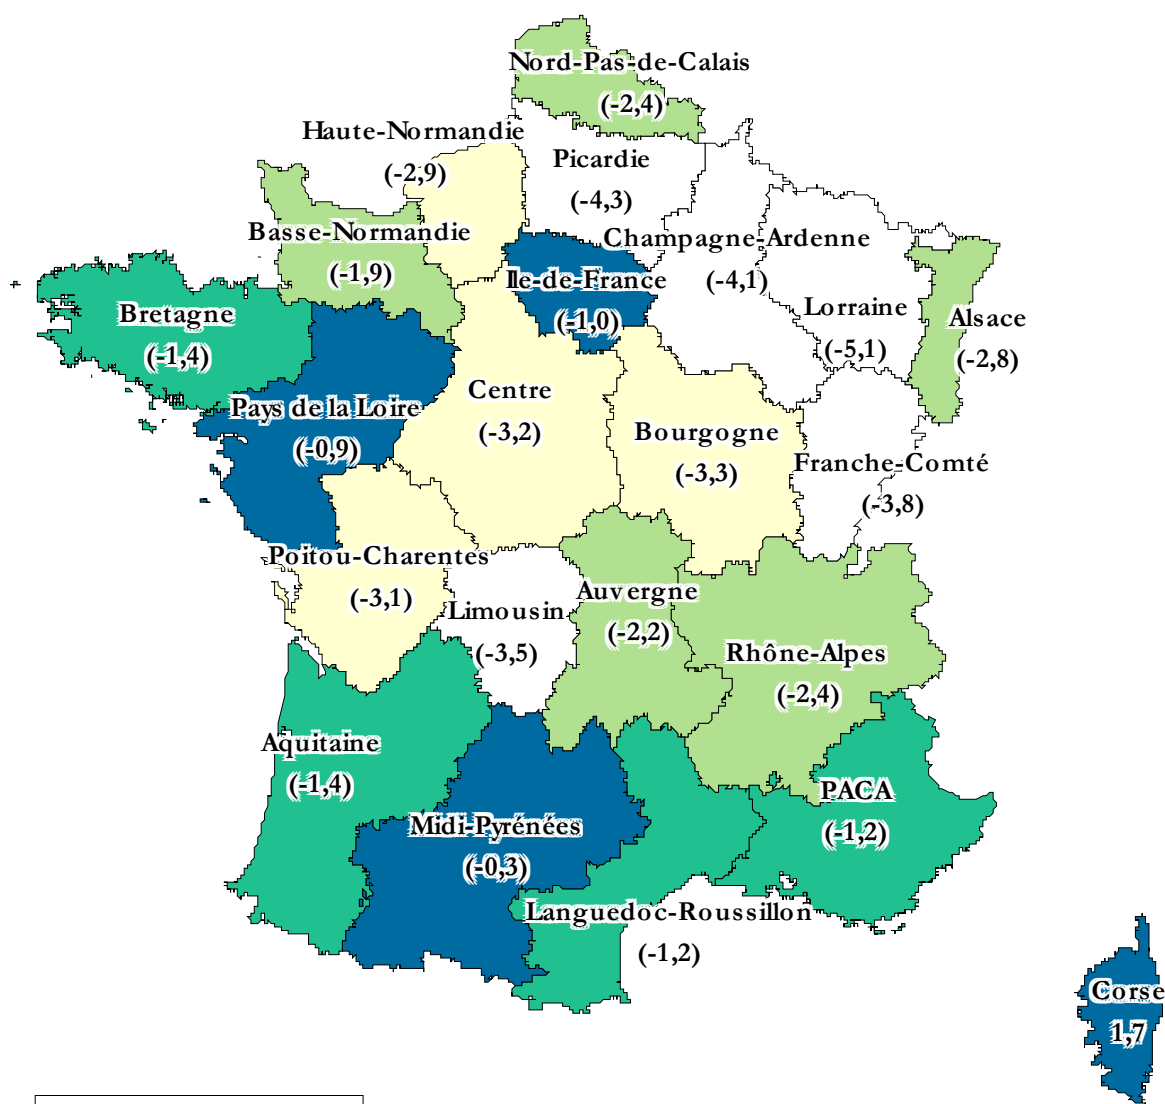 Nord-Pas-de-Calais
(-2,4)
Haute-Normandie
(-2,9)
Picardie
(-4,3)
Basse-Normandie
(-1,9)
Champagne-Ardenne
(-4,1)
Ile-de-France
(-1,0)
Lorraine
(-5,1)
Alsace
(-2,8)
Bretagne
(-1,4)
Pays de la Loire
(-0,9)
Centre
(-3,2)
Bourgogne
(-3,3)
Franche-Comté
(-3,8)
Poitou-Charentes
(-3,1)
Limousin
(-3,5)
Auvergne
(-2,2)
Rhône-Alpes
(-2,4)
Aquitaine
(-1,4)
Midi-Pyrénées
(-0,3)
PACA
(-1,2)
Languedoc-Roussillon
(-1,2)
Corse
1,7